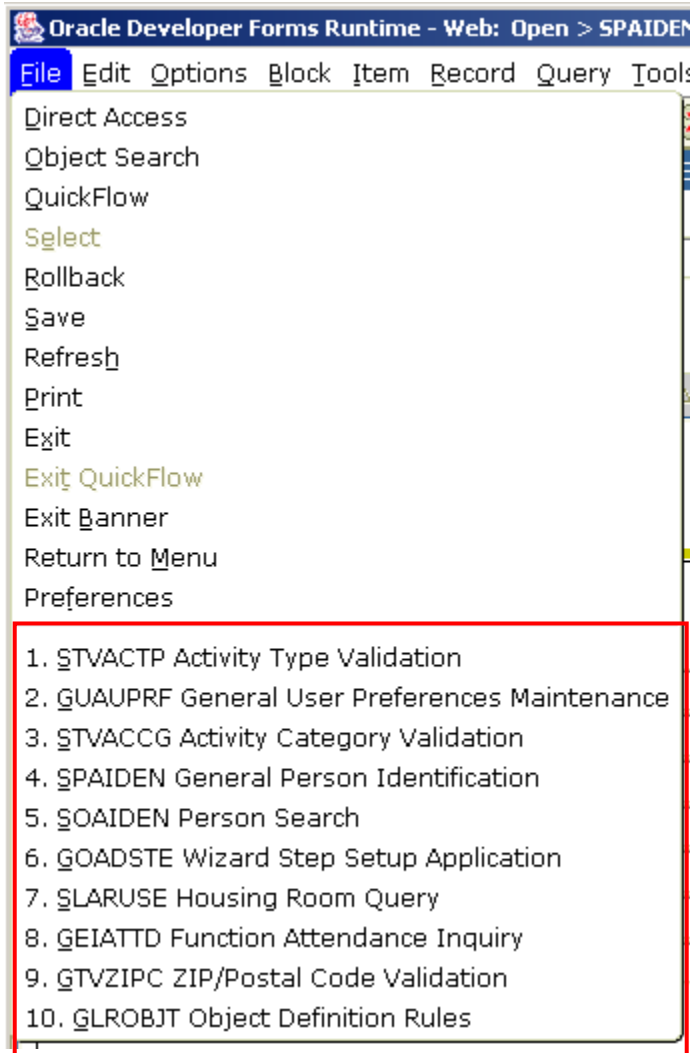 Oracle Developer Forms Runtime - Web: Open > SPAIDEN
File Edit Options Block Item Record Query Tools
Direct Access
Object Search
QuickFlow
Select
Rollback
Save
Refresh
Print
Exit
Exit QuickFlow
Exit Banner
Return to Menu
Preferences
1. STVACTP Activity Type Validation
2. GUAUPRF General User Preferences Maintenance
3. STVACCG Activity Category Validation
4. SPAIDEN General Person Identification
5. SOAIDEN Person Search
6. GOADSTE Wizard Step Setup Application
7. SLARUSE Housing Room Query
8. GEIATTD Function Attendance Inquiry
9. GTVZIPC ZIP/Postal Code Validation
10. GLROBJT Object Definition Rules